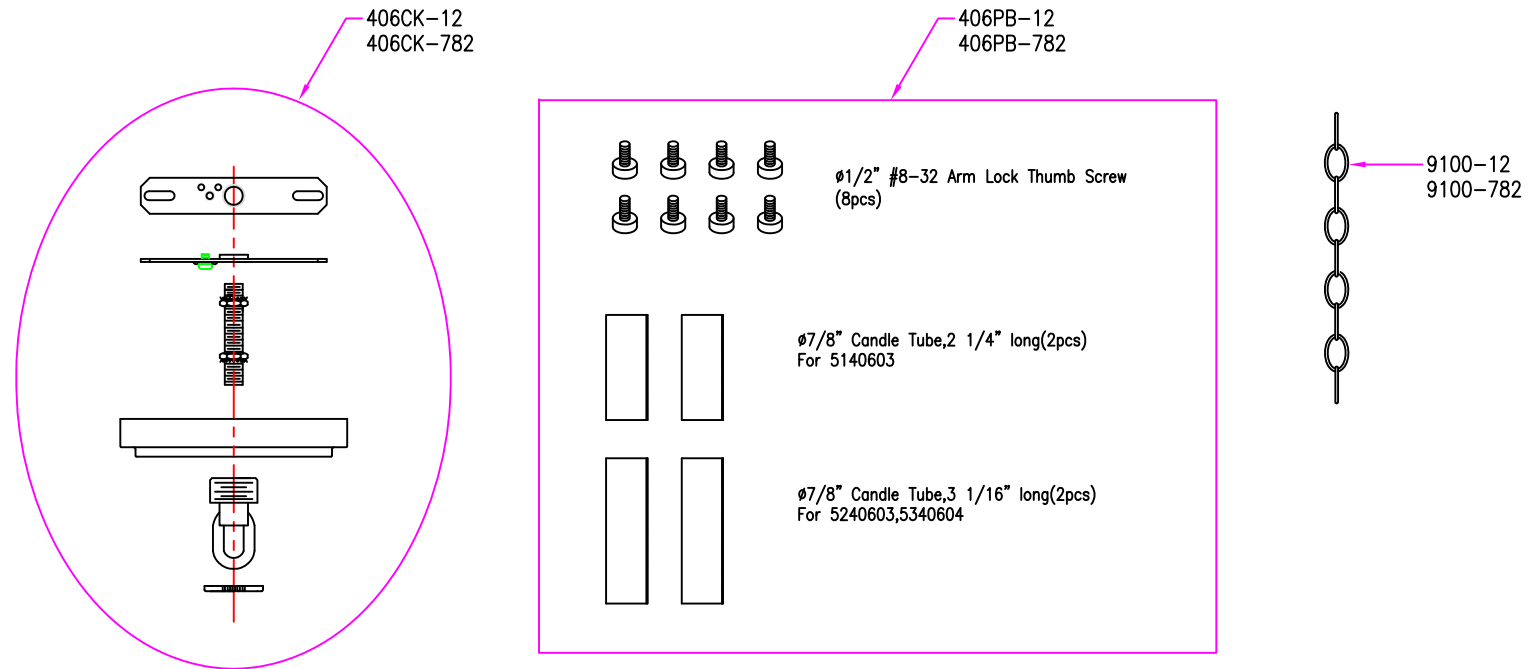 406CK-12
406CK-782
406PB-12
406PB-782
ø1/2" #8-32 Arm Lock Thumb Screw
(8pcs)
9100-12
9100-782
ø7/8" Candle Tube,2 1/4" long(2pcs)
For 5140603
ø7/8" Candle Tube,3 1/16" long(2pcs)
For 5240603,5340604